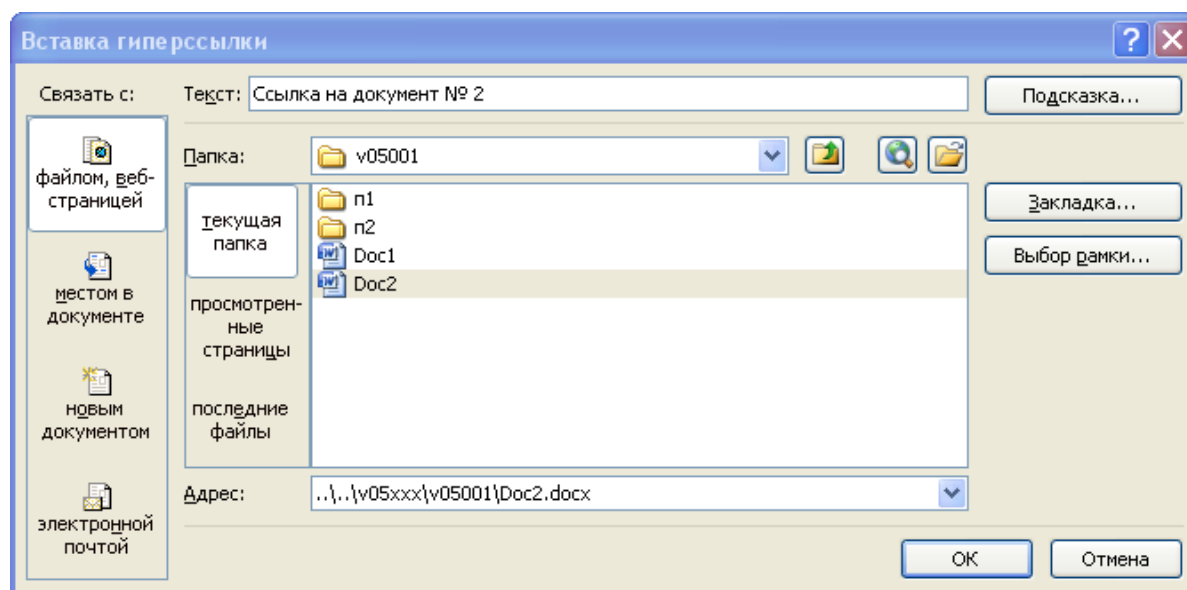 Вставка гиперссылки
Связать с:
Текст: Ссылка на документ № 2
Подсказка...
файлом, веб-
страницей
местом в
документе
новым
документом
электронной
почтой
Папка: v05001
текущая
папка
просмотрен-
ные
страницы
последние
файлы
п1
п2
Doc1
Doc2
Закладка...
Выбор рамки...
Адрес: ..\..\v05xxx\v05001\Doc2.docx
ОК
Отмена